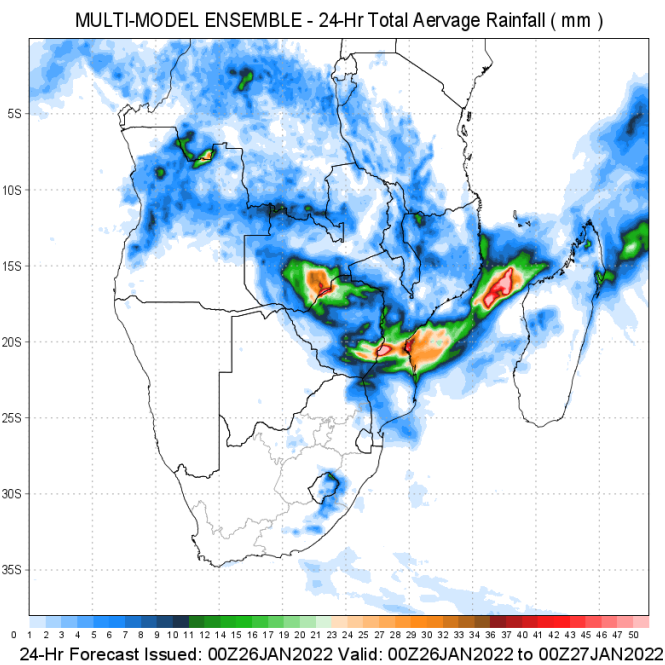 MULTI-MODEL ENSEMBLE - 24-Hr Total Aervage Rainfall ( mm )
5S
10S
15S
20S
25S
30S
35S
0 1 2 3 4 5 6 7 8 9 10 11 12 14 15 16 17 18 19 20 21 22 23 24 25 26 28 29 30 31 32 33 34 36 37 39 40 41 42 43 44 45 46 47 50
24-Hr Forecast Issued: 00Z26JAN2022 Valid: 00Z26JAN2022 to 00Z27JAN2022